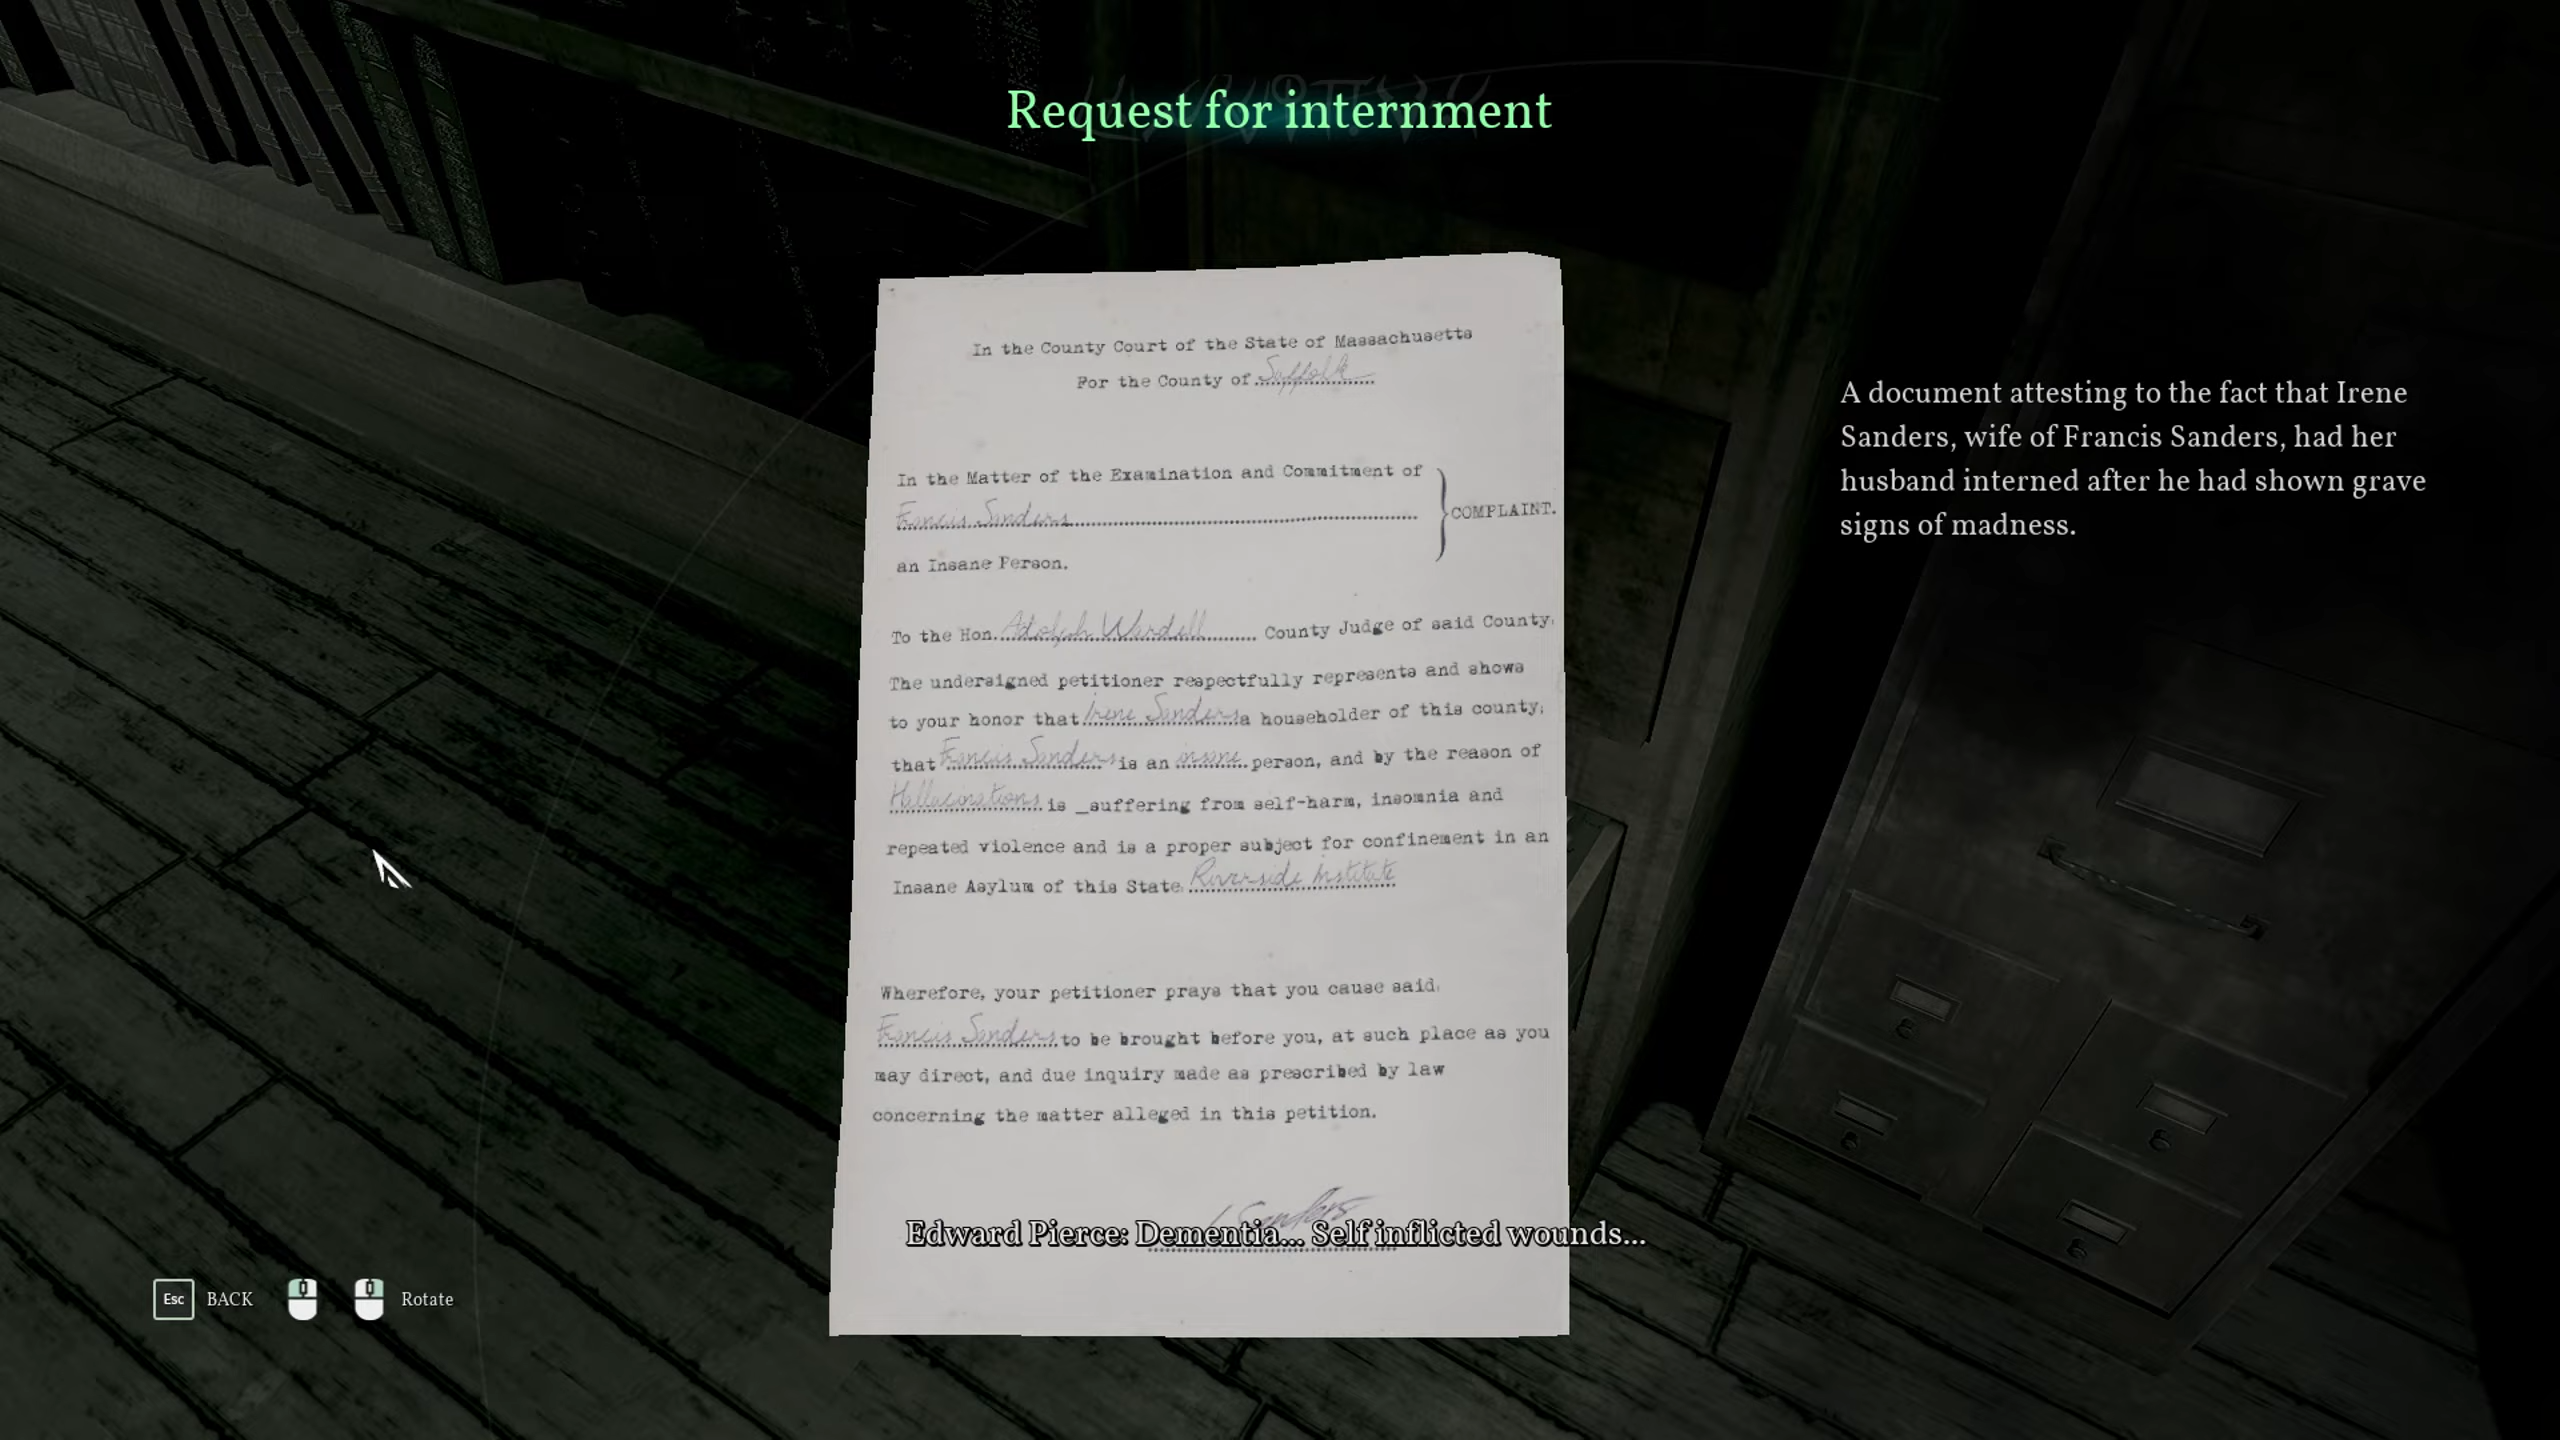 Request for internment
In the County Court of the State of Massachusetts
For the County of Suffolk
In the Matter of the Examination and Commitment of
Francis Sanders
COMPLAINT.
an Insane Person.
To the Hon. Adolph Wardell County Judge of said County.
The undersigned petitioner respectfully represents and shows
to your honor that Irene Sanders a householder of this county,
that Francis Sanders is an insane person, and by the reason of
Hallucinations is _suffering from self-harm, insomnia and
repeated violence and is a proper subject for confinement in an
Insane Asylum of this State. Riverside Institute
Wherefore, your petitioner prays that you cause said.
Francis Sanders to be brought before you, at such place as you
may direct, and due inquiry made as prescribed by law
concerning the matter alleged in this petition.
Sanders
A document attesting to the fact that Irene
Sanders, wife of Francis Sanders, had her
husband interned after he had shown grave
signs of madness.
Edward Pierce: Dementia... Self inflicted wounds...
Esc BACK Rotate